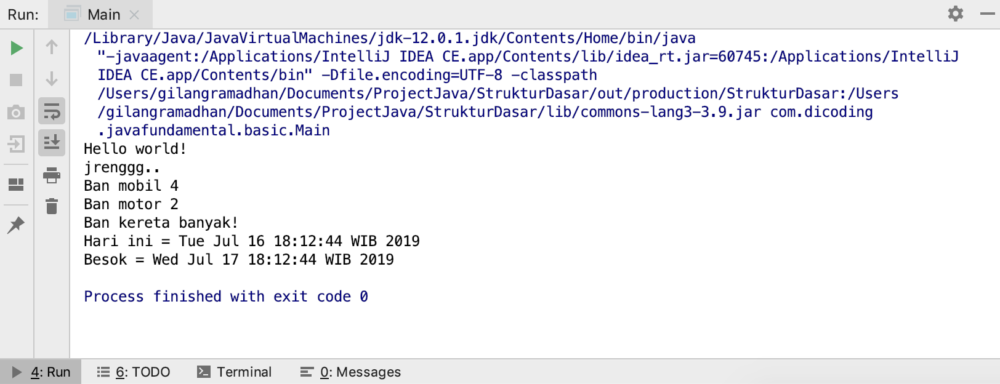 Run: Main
/Library/Java/JavaVirtualMachines/jdk-12.0.1.jdk/Contents/Home/bin/java
"-javaagent:/Applications/IntelliJ IDEA CE.app/Contents/lib/idea_rt.jar=60745:/Applications/IntelliJ
IDEA CE.app/Contents/bin" -Dfile.encoding=UTF-8 -classpath
/Users/gilangramadhan/Documents/ProjectJava/StrukturDasar/out/production/StrukturDasar:/Users
/gilangramadhan/Documents/ProjectJava/StrukturDasar/lib/commons-lang3-3.9.jar com.dicoding
.javafundamental.basic.Main
Hello world!
jrenggg..
Ban mobil 4
Ban motor 2
Ban kereta banyak!
Hari ini = Tue Jul 16 18:12:44 WIB 2019
Besok = Wed Jul 17 18:12:44 WIB 2019
Process finished with exit code 0
4: Run 6: TODO Terminal 0: Messages